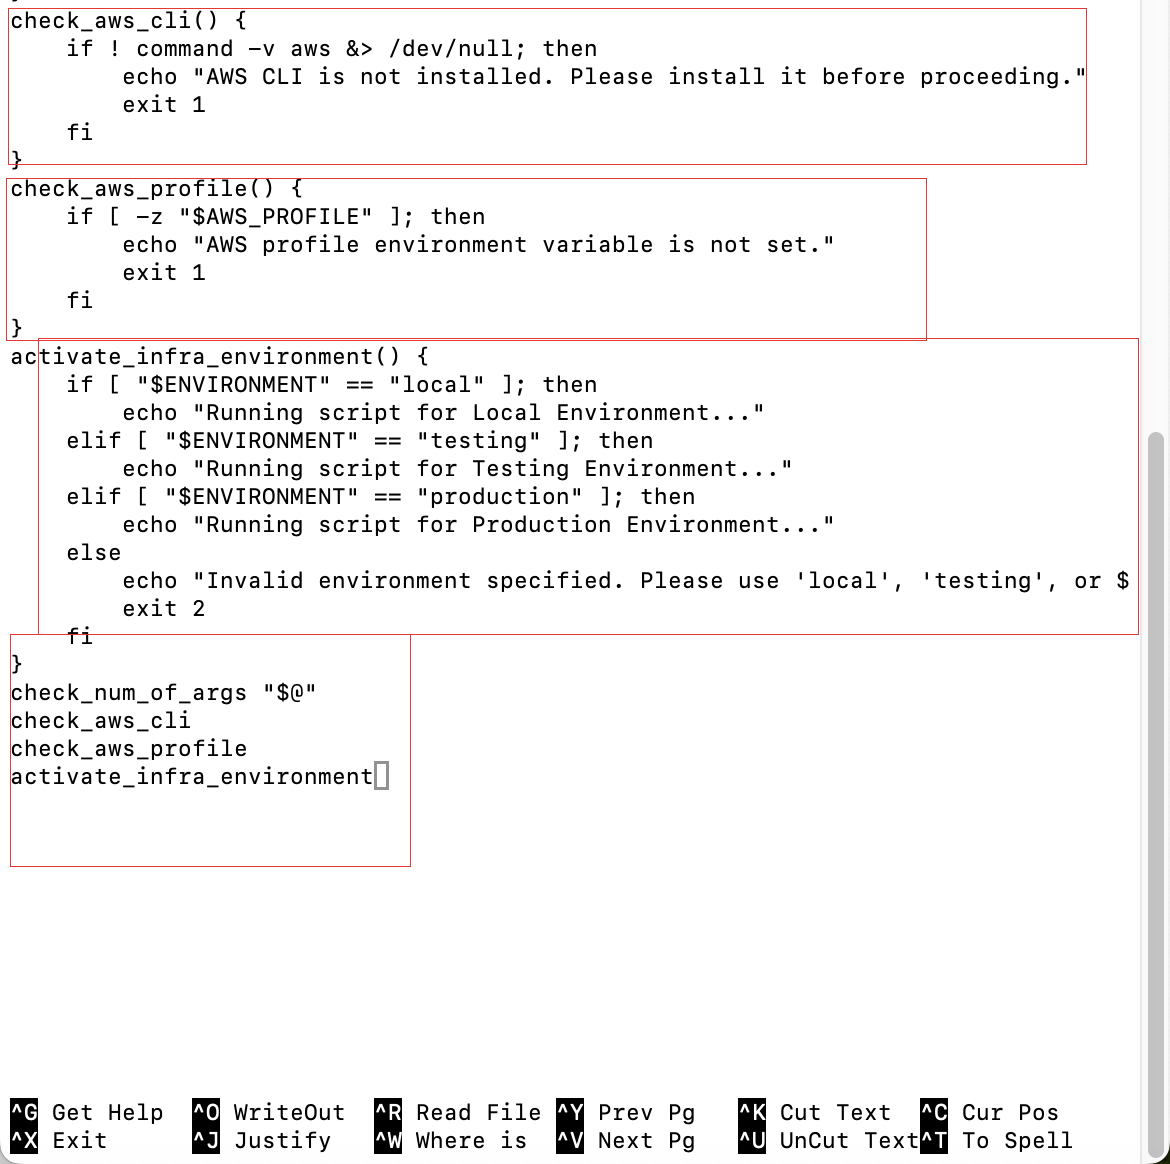 check_aws_cli() {
    if ! command -v aws &> /dev/null; then
        echo "AWS CLI is not installed. Please install it before proceeding."
        exit 1
    fi
}
check_aws_profile() {
    if [ -z "$AWS_PROFILE" ]; then
        echo "AWS profile environment variable is not set."
        exit 1
    fi
}
activate_infra_environment() {
    if [ "$ENVIRONMENT" == "local" ]; then
        echo "Running script for Local Environment..."
    elif [ "$ENVIRONMENT" == "testing" ]; then
        echo "Running script for Testing Environment..."
    elif [ "$ENVIRONMENT" == "production" ]; then
        echo "Running script for Production Environment..."
    else
        echo "Invalid environment specified. Please use 'local', 'testing', or $
        exit 2
    fi
}
check_num_of_args "$@"
check_aws_cli
check_aws_profile
activate_infra_environment
^G Get Help  ^O WriteOut  ^R Read File ^Y Prev Pg   ^K Cut Text  ^C Cur Pos
^X Exit      ^J Justify   ^W Where is  ^V Next Pg   ^U UnCut Text^T To Spell